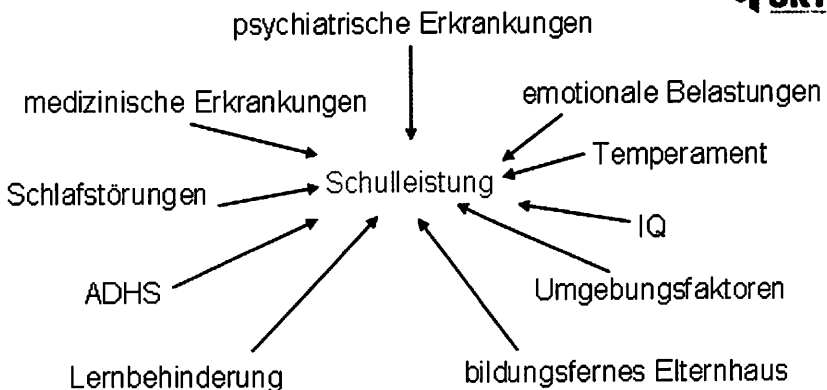 psychiatrische Erkrankungen
medizinische Erkrankungen
emotionale Belastungen
Temperament
Schlafstörungen
Schulleistung
IQ
ADHS
Umgebungsfaktoren
Lernbehinderung
bildungsfernes Elternhaus